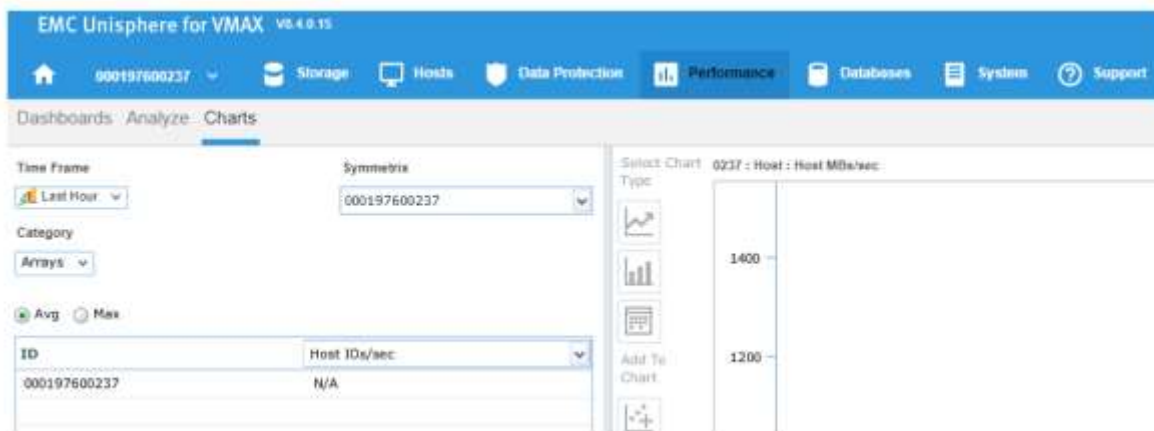 EMC Unisphere for VMAX V8.4.0.15
000197600237 Storage Hosts Data Protection Performance Databases System Support
Dashboards Analyze Charts
Time Frame Symmetrix
Last Hour 000197600237
Category
Arrays
Avg Max
ID Host IOs/sec
000197600237 N/A
Select Chart Type 0237 : Host : Host MBs/sec
1400
1200
Add To Chart